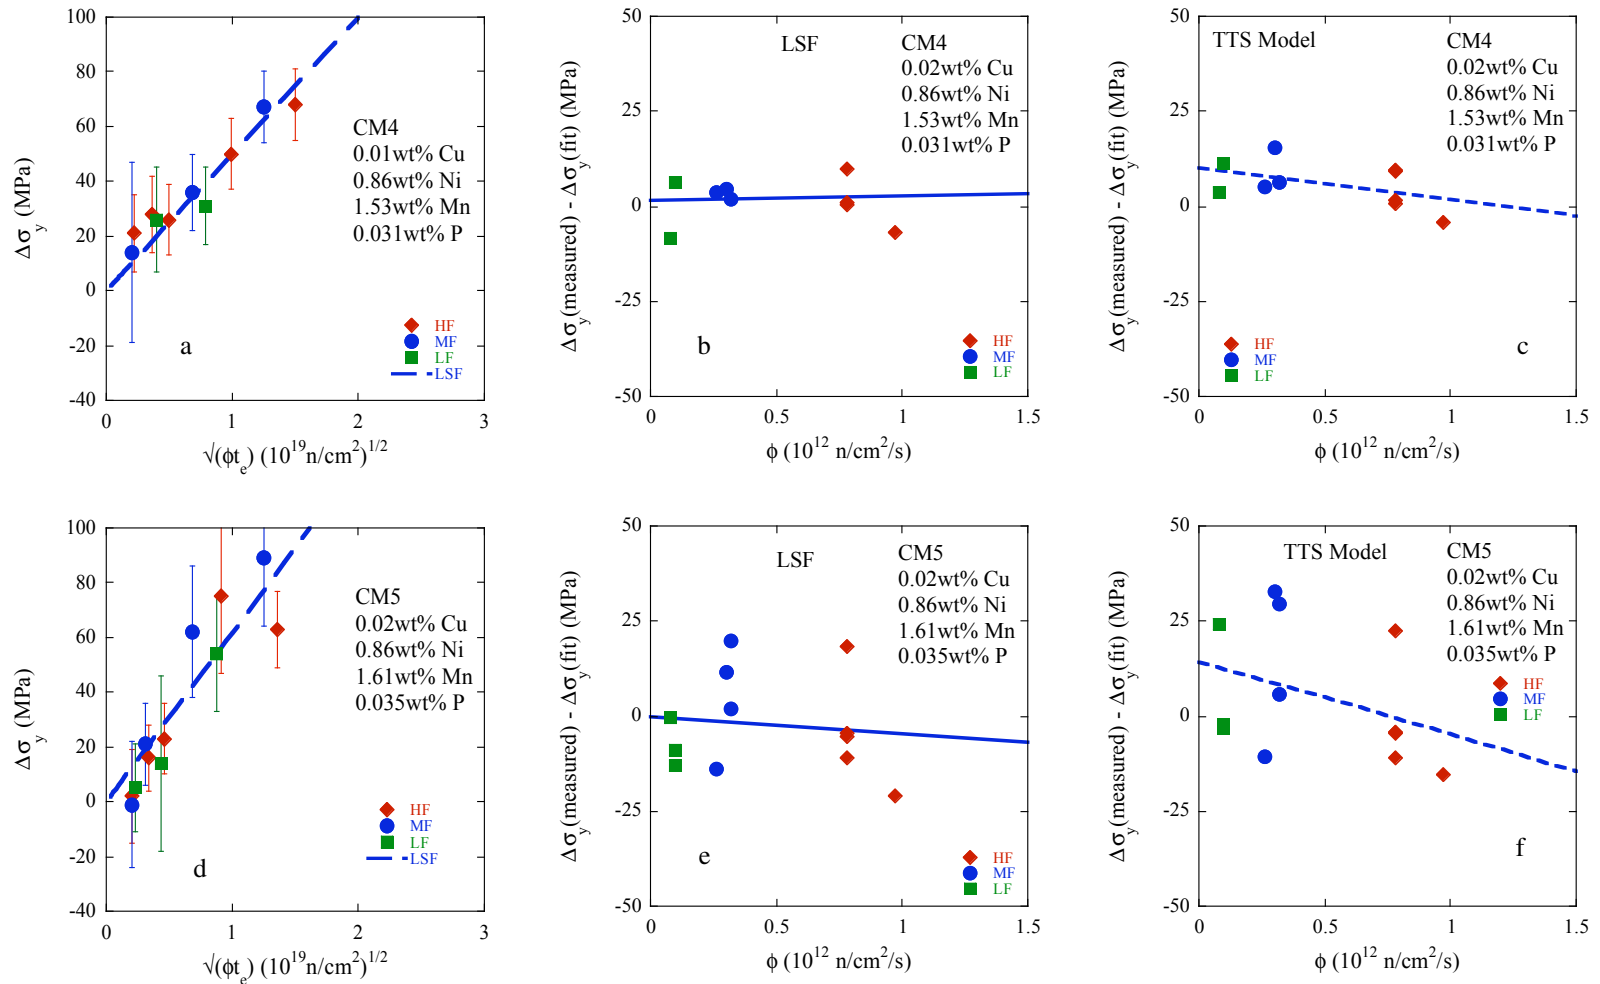 100
80
60
40
20
0
-20
-40
0
1
2
3
Δσy (MPa)
√(ϕte) (10^19n/cm^2)^1/2
CM4
0.01wt% Cu
0.86wt% Ni
1.53wt% Mn
0.031wt% P
HF
MF
LF
LSF
a
50
25
0
-25
-50
0
0.5
1
1.5
Δσy(measured) - Δσy(fit) (MPa)
ϕ (10^12 n/cm^2/s)
LSF
CM4
0.02wt% Cu
0.86wt% Ni
1.53wt% Mn
0.031wt% P
HF
MF
LF
b
50
25
0
-25
-50
0
0.5
1
1.5
Δσy(measured) - Δσy(fit) (MPa)
ϕ (10^12 n/cm^2/s)
TTS Model
CM4
0.02wt% Cu
0.86wt% Ni
1.53wt% Mn
0.031wt% P
HF
MF
LF
c
100
80
60
40
20
0
-20
-40
0
1
2
3
Δσy (MPa)
√(ϕte) (10^19n/cm^2)^1/2
CM5
0.02wt% Cu
0.86wt% Ni
1.61wt% Mn
0.035wt% P
HF
MF
LF
LSF
d
50
25
0
-25
-50
0
0.5
1
1.5
Δσy(measured) - Δσy(fit) (MPa)
ϕ (10^12 n/cm^2/s)
LSF
CM5
0.02wt% Cu
0.86wt% Ni
1.61wt% Mn
0.035wt% P
HF
MF
LF
e
50
25
0
-25
-50
0
0.5
1
1.5
Δσy(measured) - Δσy(fit) (MPa)
ϕ (10^12 n/cm^2/s)
TTS Model
CM5
0.02wt% Cu
0.86wt% Ni
1.61wt% Mn
0.035wt% P
HF
MF
LF
f